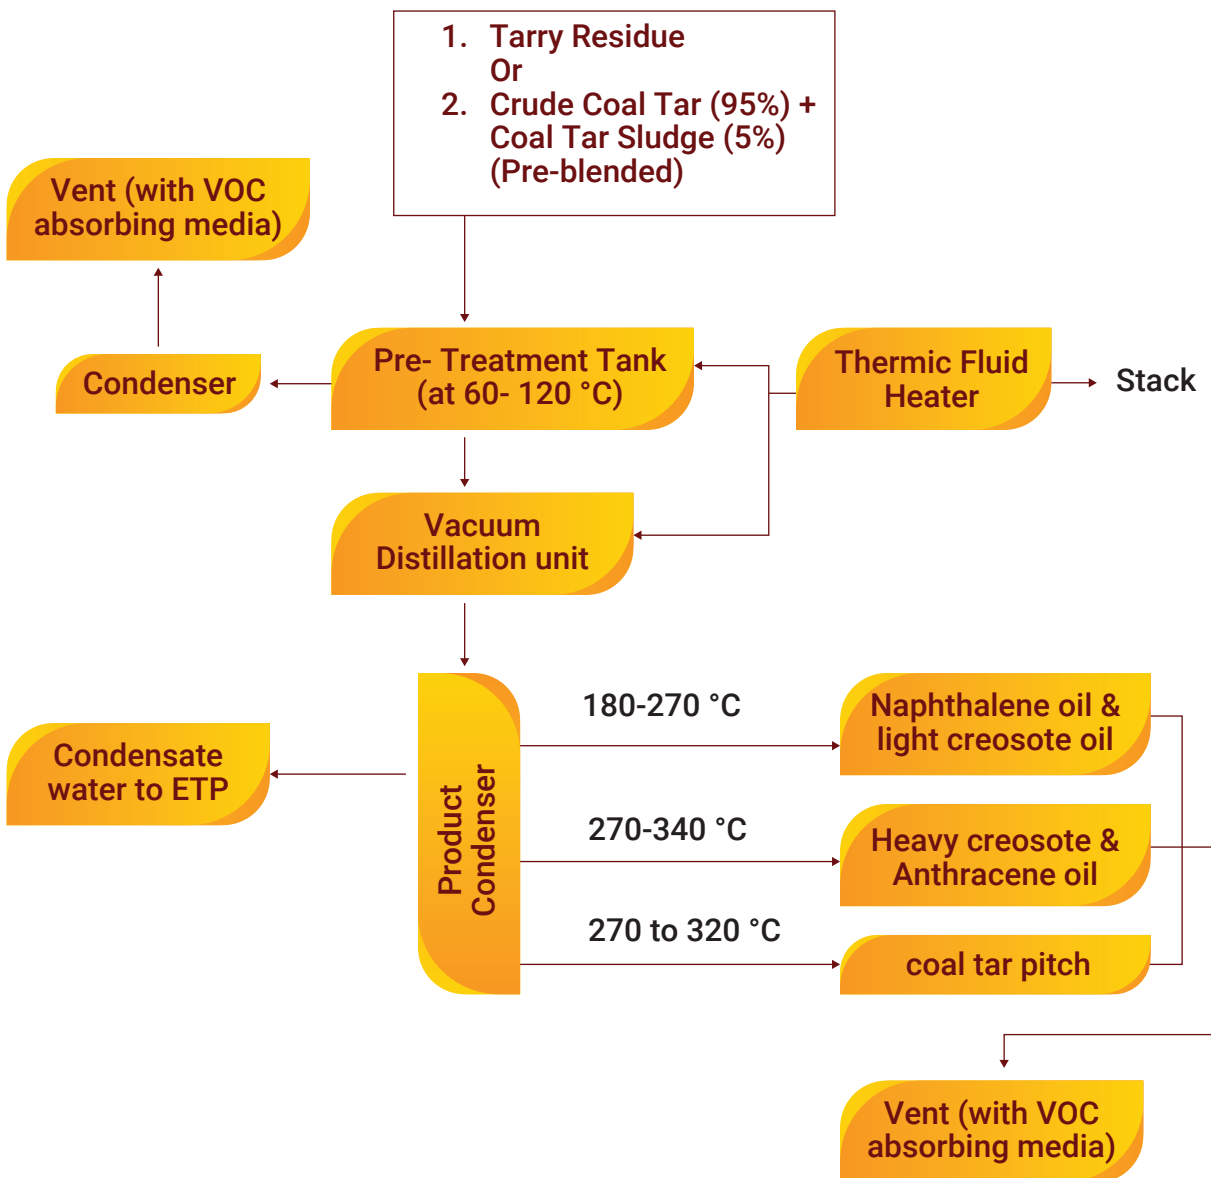 1. Tarry Residue
Or
2. Crude Coal Tar (95%) +
Coal Tar Sludge (5%)
(Pre-blended)
Vent (with VOC
absorbing media)
Condenser
Pre- Treatment Tank
(at 60- 120 °C)
Thermic Fluid
Heater
Stack
Vacuum
Distillation unit
Condensate
water to ETP
Product
Condenser
180-270 °C
Naphthalene oil &
light creosote oil
270-340 °C
Heavy creosote &
Anthracene oil
270 to 320 °C
coal tar pitch
Vent (with VOC
absorbing media)